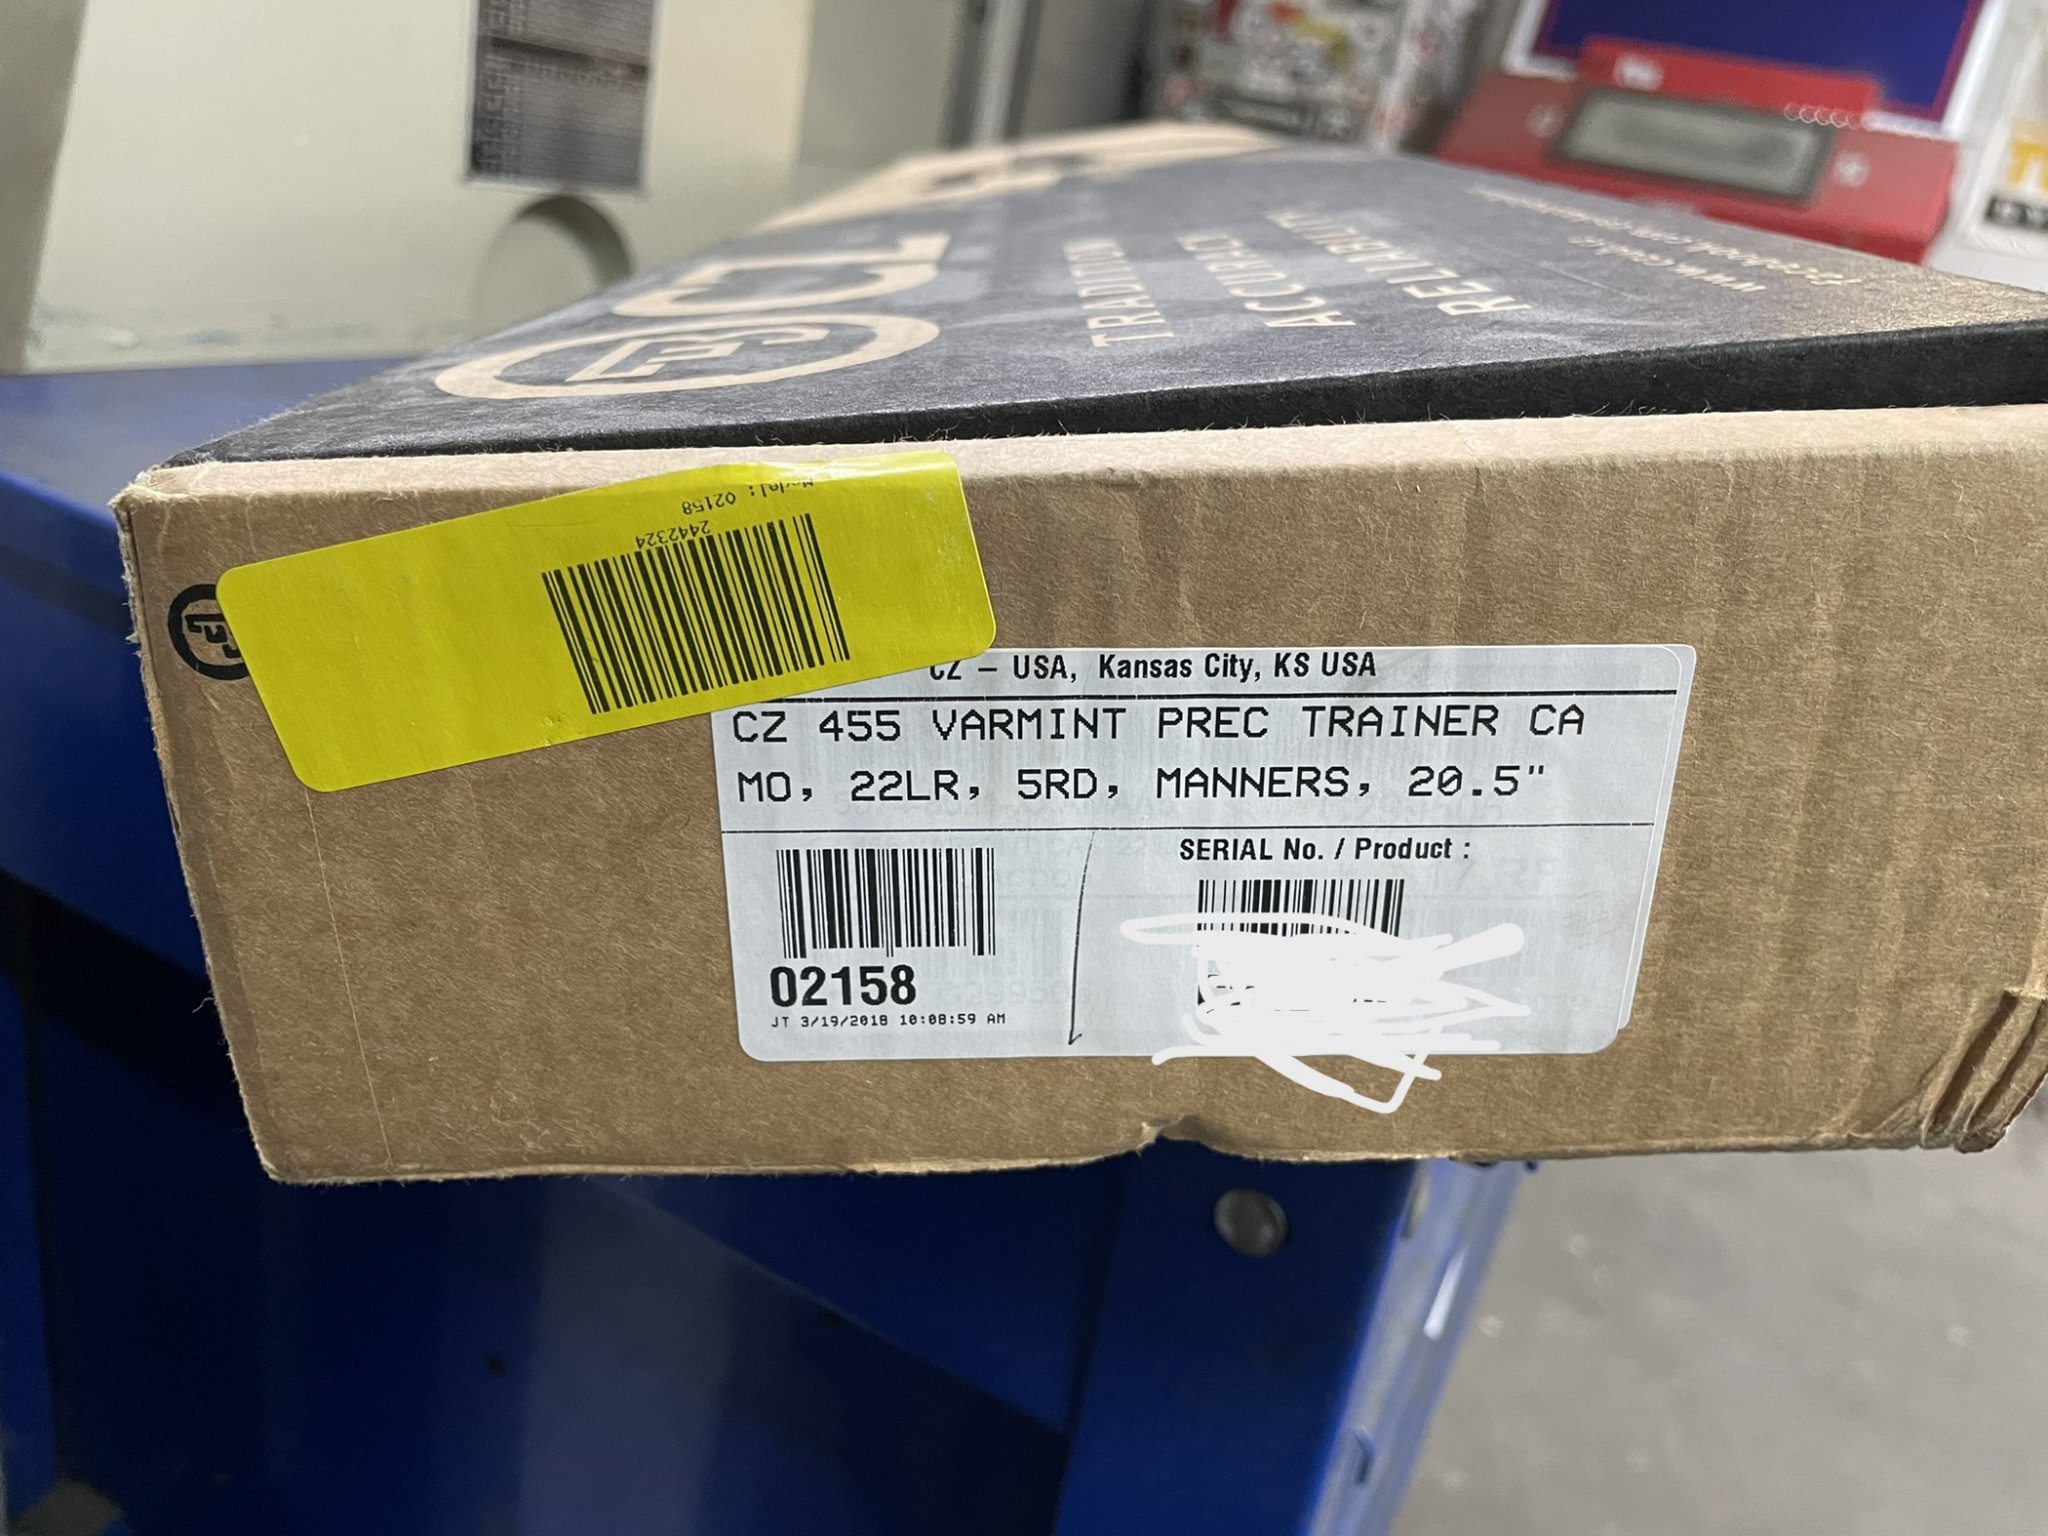 TRADITION
ACCURACY
RELIABILITY
Model: 02158
2442324
CZ – USA, Kansas City, KS USA
CZ 455 VARMINT PREC TRAINER CA
MO, 22LR, 5RD, MANNERS, 20.5"
SERIAL No. / Product :
02158
JT 3/19/2018 10:08:59 AM